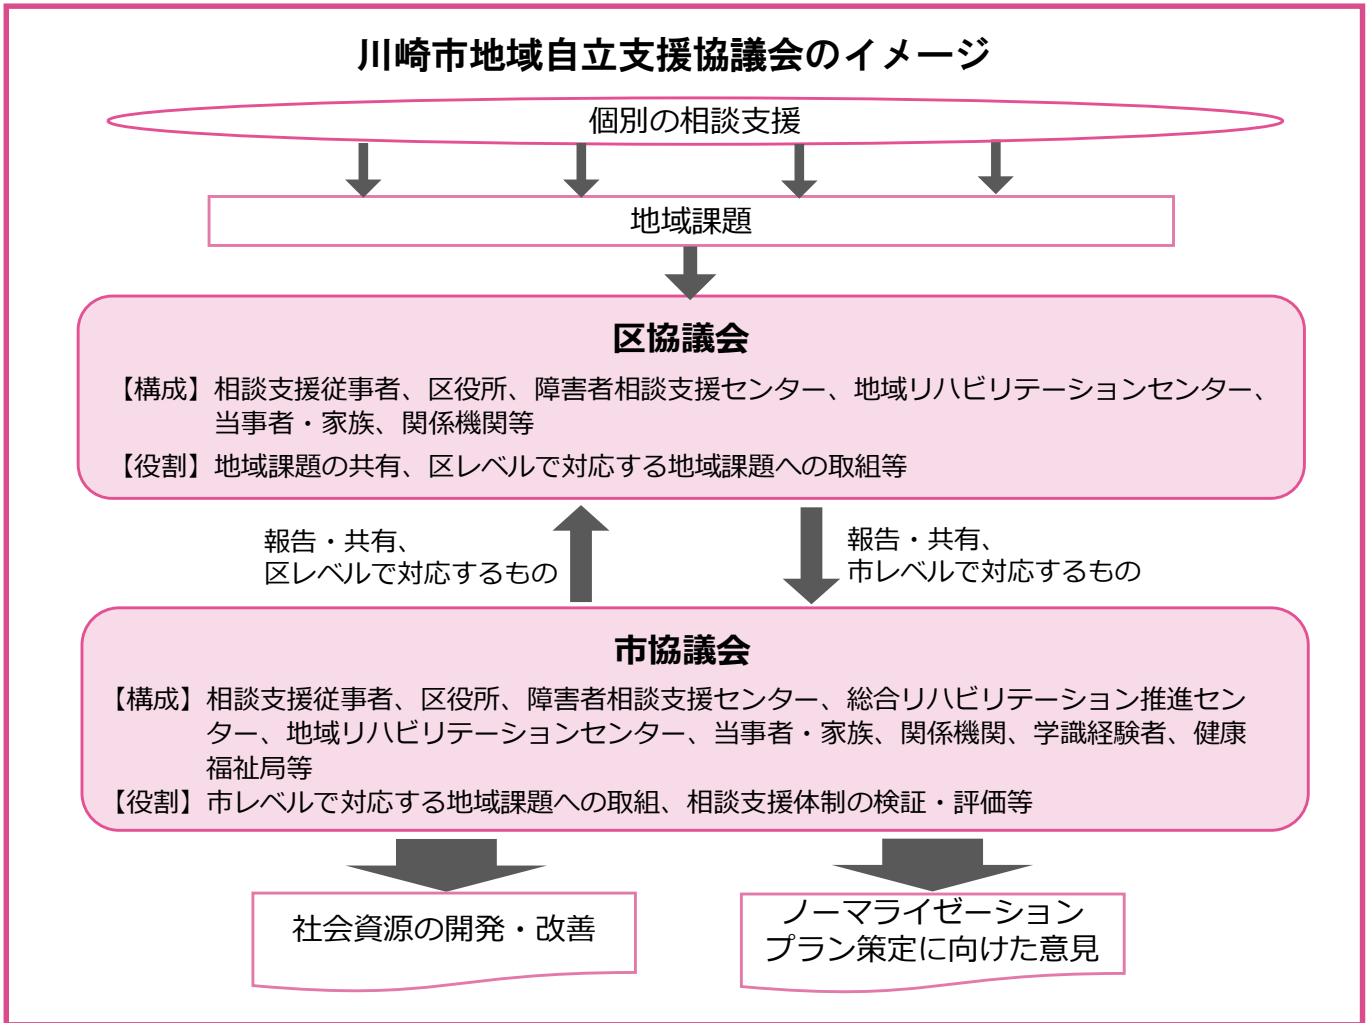 川崎市地域自立支援協議会のイメージ
個別の相談支援
地域課題
区協議会
【構成】相談支援従事者、区役所、障害者相談支援センター、地域リハビリテーションセンター、
当事者・家族、関係機関等
【役割】地域課題の共有、区レベルで対応する地域課題への取組等
報告・共有、
区レベルで対応するもの
報告・共有、
市レベルで対応するもの
市協議会
【構成】相談支援従事者、区役所、障害者相談支援センター、総合リハビリテーション推進セン
ター、地域リハビリテーションセンター、当事者・家族、関係機関、学識経験者、健康
福祉局等
【役割】市レベルで対応する地域課題への取組、相談支援体制の検証・評価等
社会資源の開発・改善
ノーマライゼーション
プラン策定に向けた意見